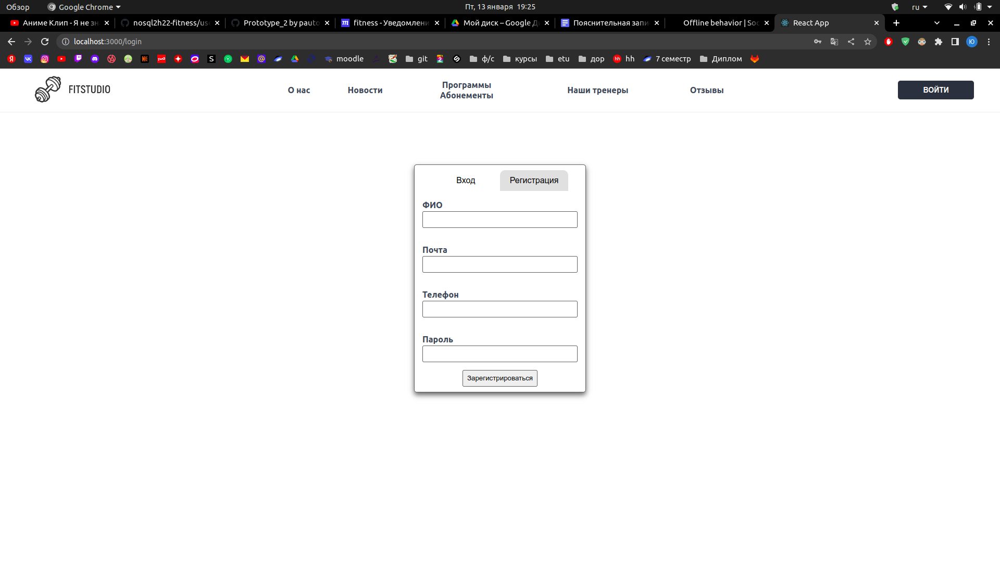 Обзор
Google Chrome
Пт, 13 января 19:25
ru
Аниме Клип - Я не зн
nosql2h22-fitness/use
Prototype_2 by pauto
fitness - Уведомлени
Мой диск – Google Д
Пояснительная запи
Offline behavior | Soc
React App
localhost:3000/login
Ю
moodle
git
ф/с
курсы
etu
дор
hh
7 семестр
Диплом
FITSTUDIO
О нас
Новости
Программы
Абонементы
Наши тренеры
Отзывы
ВОЙТИ
Вход
Регистрация
ФИО
Почта
Телефон
Пароль
Зарегистрироваться